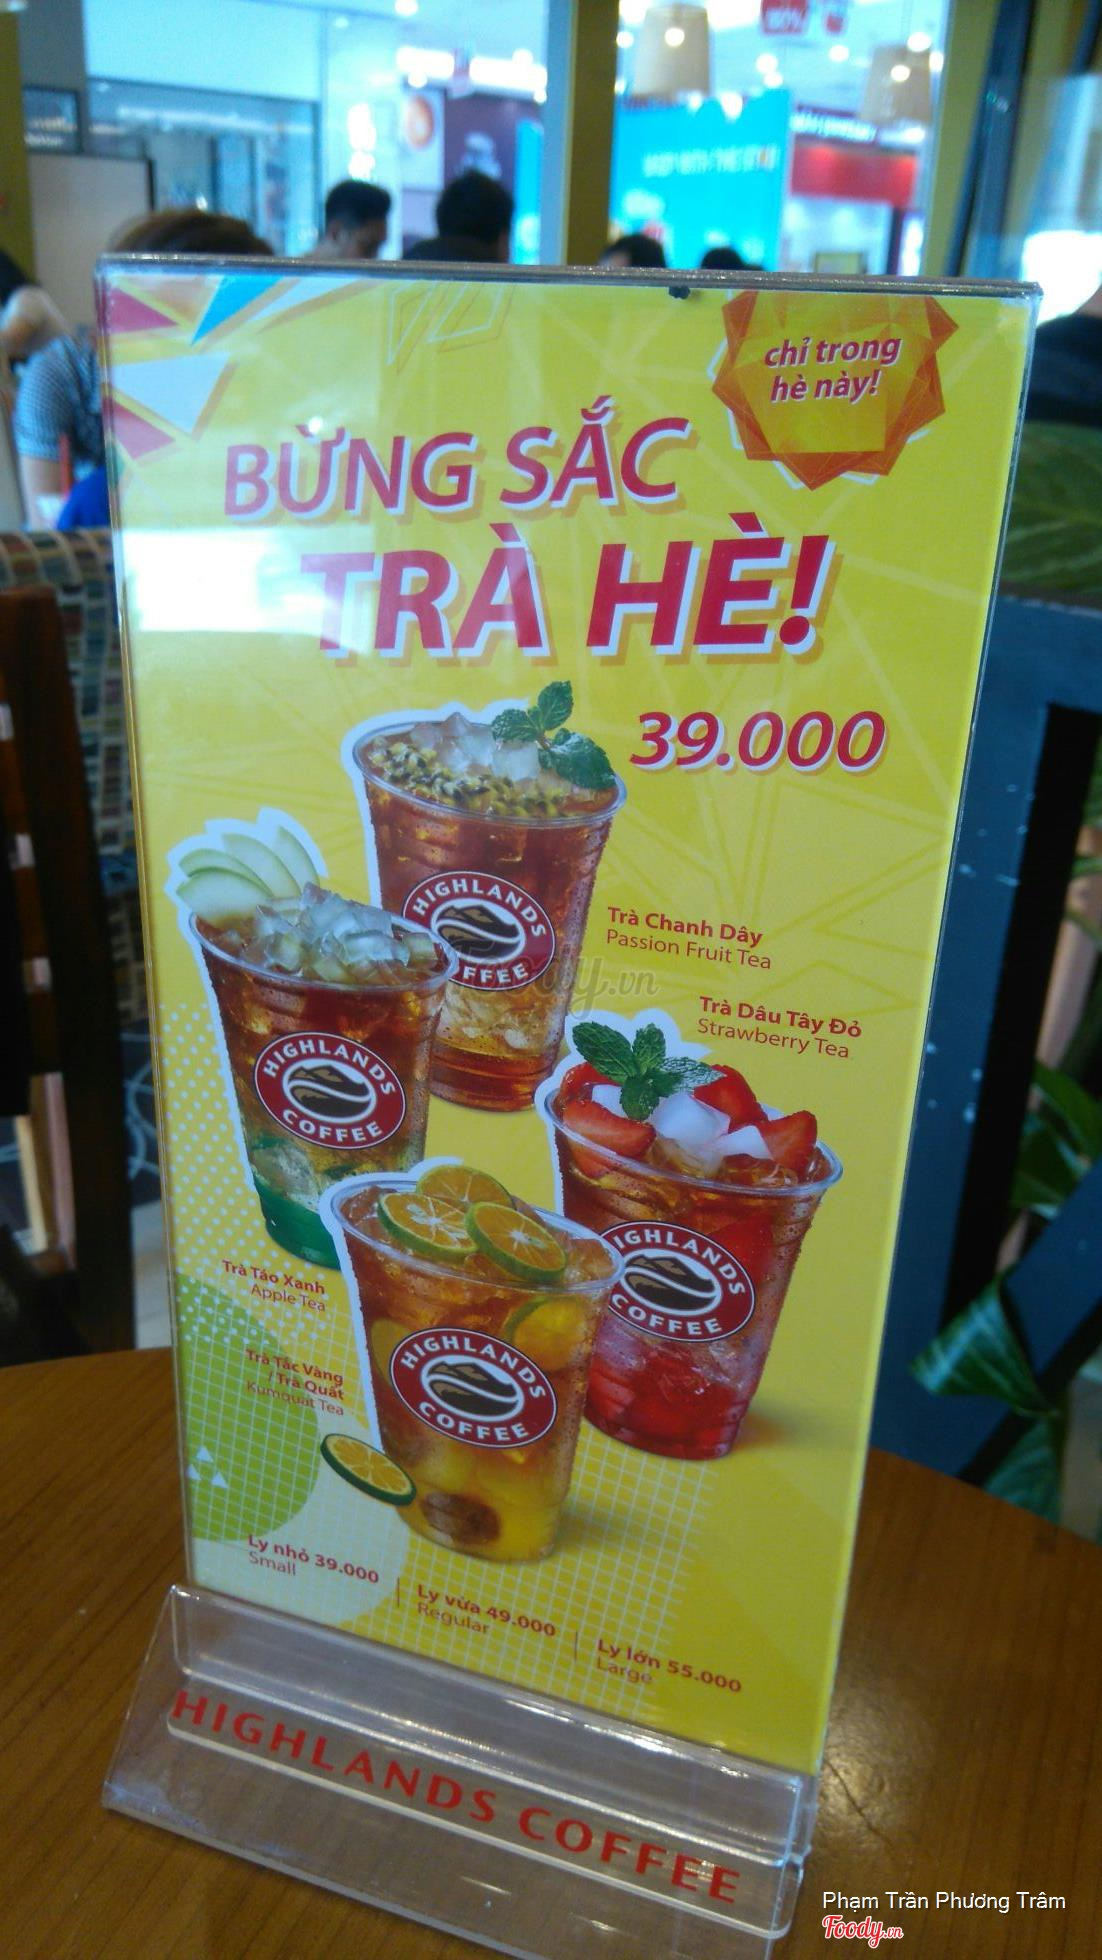 chỉ trong
hè này!
BỪNG SẮC
TRÀ HÈ!
39.000
HIGHLANDS
COFFEE
Trà Chanh Dây
Passion Fruit Tea
Trà Dâu Tây Đỏ
Strawberry Tea
HIGHLANDS
COFFEE
HIGHLANDS
COFFEE
Trà Táo Xanh
Apple Tea
HIGHLANDS
COFFEE
Trà Tắc Vàng
/ Trà Quất
Kumquat Tea
Ly nhỏ 39.000
Small
Ly vừa 49.000
Regular
Ly lớn 55.000
Large
HIGHLANDS COFFEE
Foody.vn
Phạm Trần Phương Trâm
Foody.vn